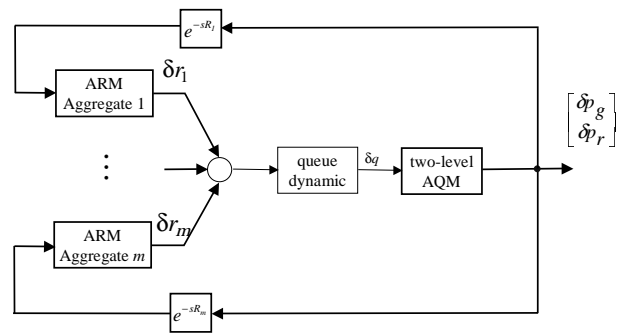 e^{-sR_1}
ARM
Aggregate 1
δr_1
⋮
queue
dynamic
δq
two-level
AQM
δp_g
δp_r
ARM
Aggregate m
δr_m
e^{-sR_m}